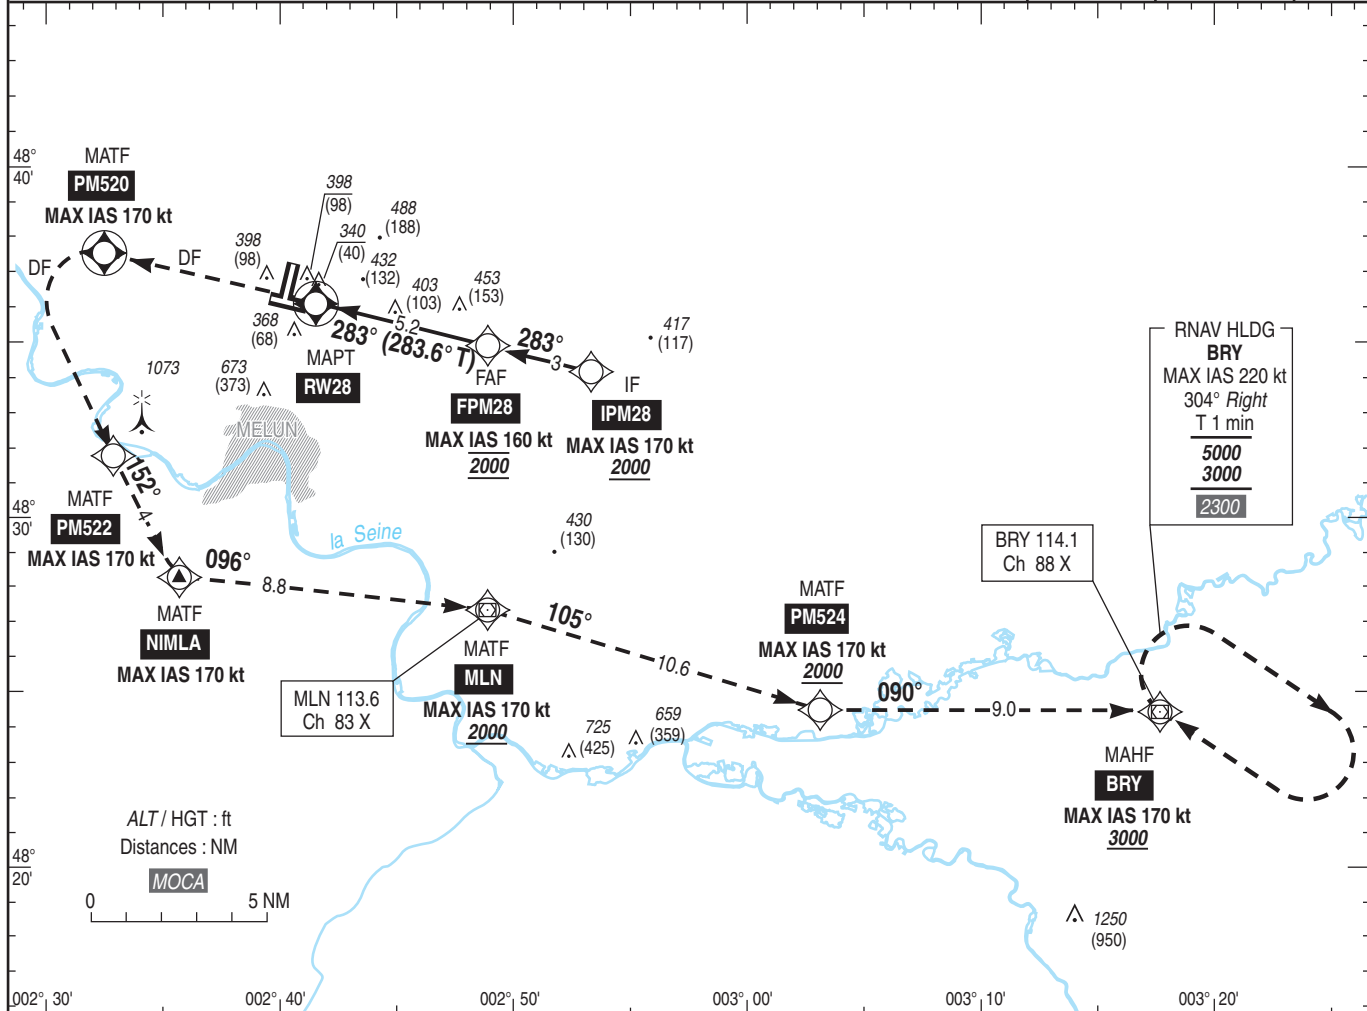 48°
40'
MATF
PM520
MAX IAS 170 kt
DF
DF
398
(98)
398
(98)
340
(40)
488
(188)
432
(132)
403
(103)
453
(153)
417
(117)
368
(68)
5.2
283° (283.6° T)
283°
3
MAPT
RW28
FAF
FPM28
MAX IAS 160 kt
2000
IF
IPM28
MAX IAS 170 kt
2000
1073
673
(373)
MELUN
RNAV HLDG
BRY
MAX IAS 220 kt
304° Right
T 1 min
5000
3000
2300
152°
4
48°
30'
MATF
PM522
MAX IAS 170 kt
la Seine
430
(130)
BRY 114.1
Ch 88 X
096°
8.8
MATF
NIMLA
MAX IAS 170 kt
105°
10.6
MATF
MLN
MAX IAS 170 kt
2000
MLN 113.6
Ch 83 X
MATF
PM524
MAX IAS 170 kt
2000
090°
9.0
725
(425)
659
(359)
MAHF
BRY
MAX IAS 170 kt
3000
ALT / HGT : ft
Distances : NM
MOCA
0 5 NM
48°
20'
1250
(950)
002° 30'
002° 40'
002° 50'
003° 00'
003° 10'
003° 20'